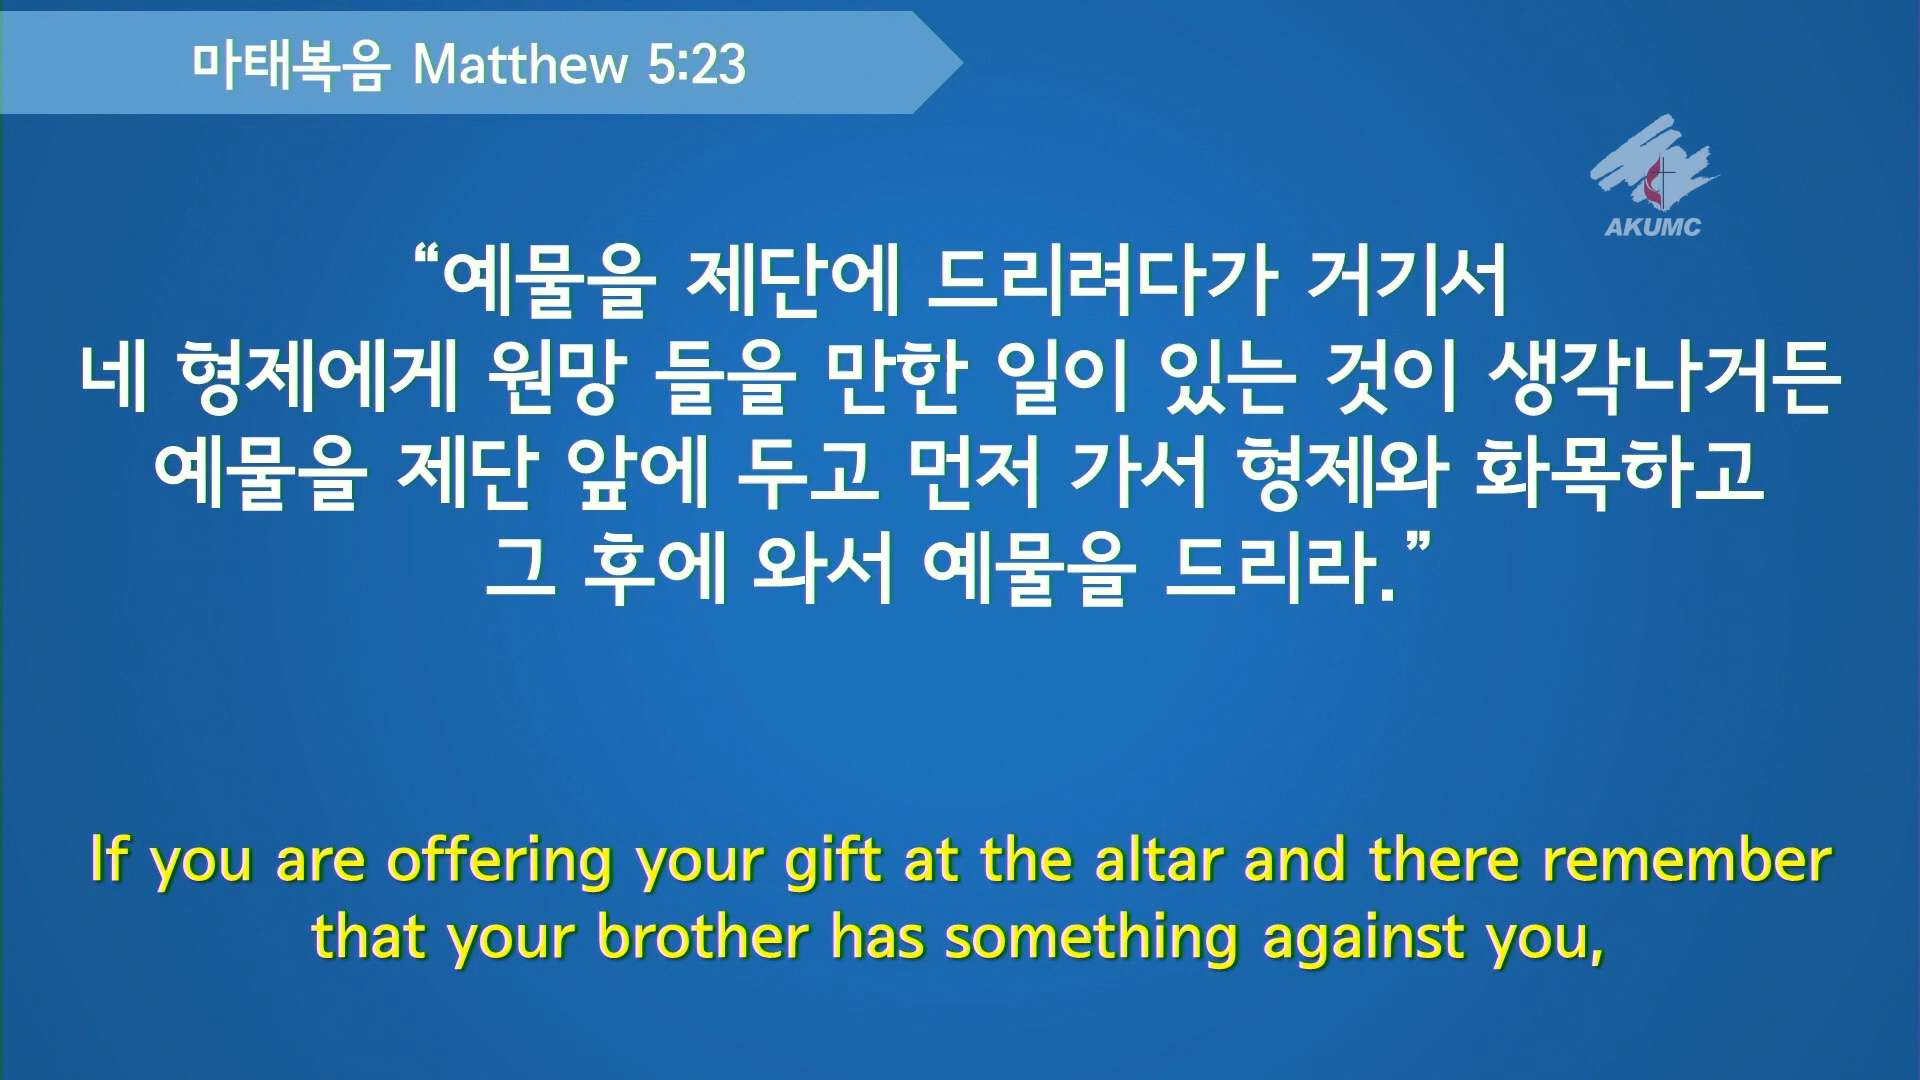 마태복음 Matthew 5:23
AKUMC
“예물을 제단에 드리려다가 거기서
네 형제에게 원망 들을 만한 일이 있는 것이 생각나거든
예물을 제단 앞에 두고 먼저 가서 형제와 화목하고
그 후에 와서 예물을 드리라.”
If you are offering your gift at the altar and there remember
that your brother has something against you,